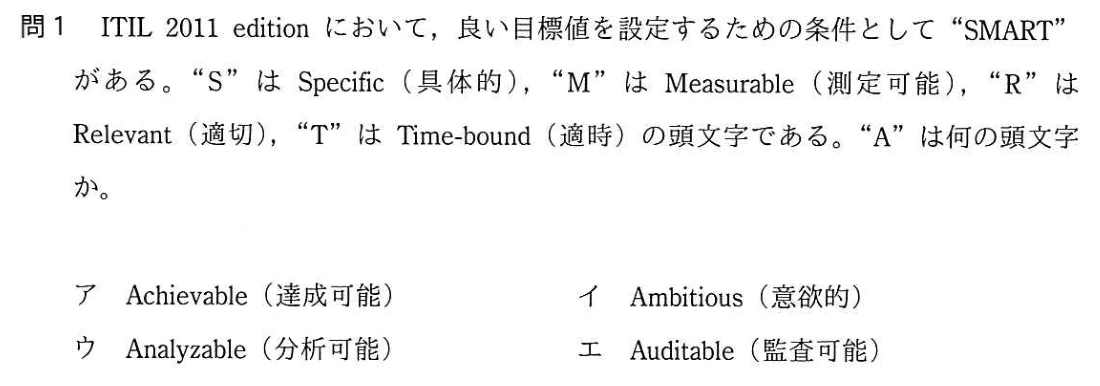 問1 ITIL 2011 edition において，良い目標値を設定するための条件として“SMART”
がある。“S”は Specific（具体的），“M”は Measurable（測定可能），“R”は
Relevant（適切），“T”は Time-bound（適時）の頭文字である。“A”は何の頭文字
か。
ア Achievable（達成可能） イ Ambitious（意欲的）
ウ Analyzable（分析可能） エ Auditable（監査可能）